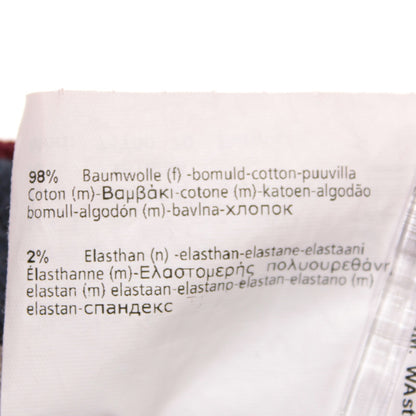 98% Baumwolle (f) -bomuld-cotton-puuvilla
Coton (m)-Βαμβάκι-cotone (m)-katoen-algodão
bomull-algodón (m)-bavlna-хлопок
2% Elasthan (n) -elasthan-elastane-elastaani
Élasthanne (m)-Ελαστομερής πολυουρεθάνη
elastan (m) elastaan-elastano-elastan-elastano (m)
elastan-спандекс